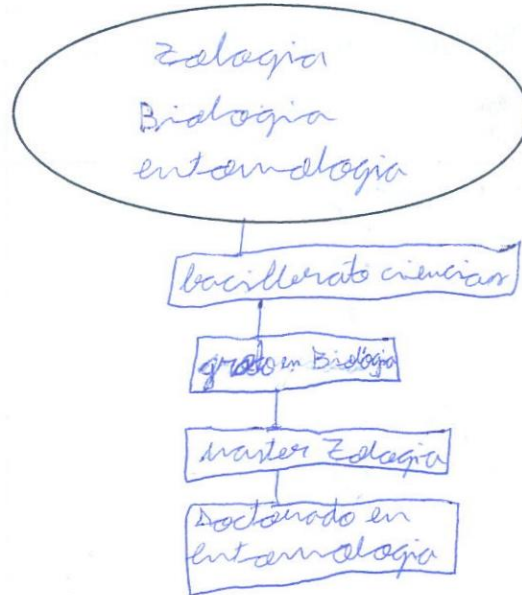 Zologia
Biologia
entomologia
bacillerato ciencias
grado en Biologia
master Zologia
Doctorado en
entomologia